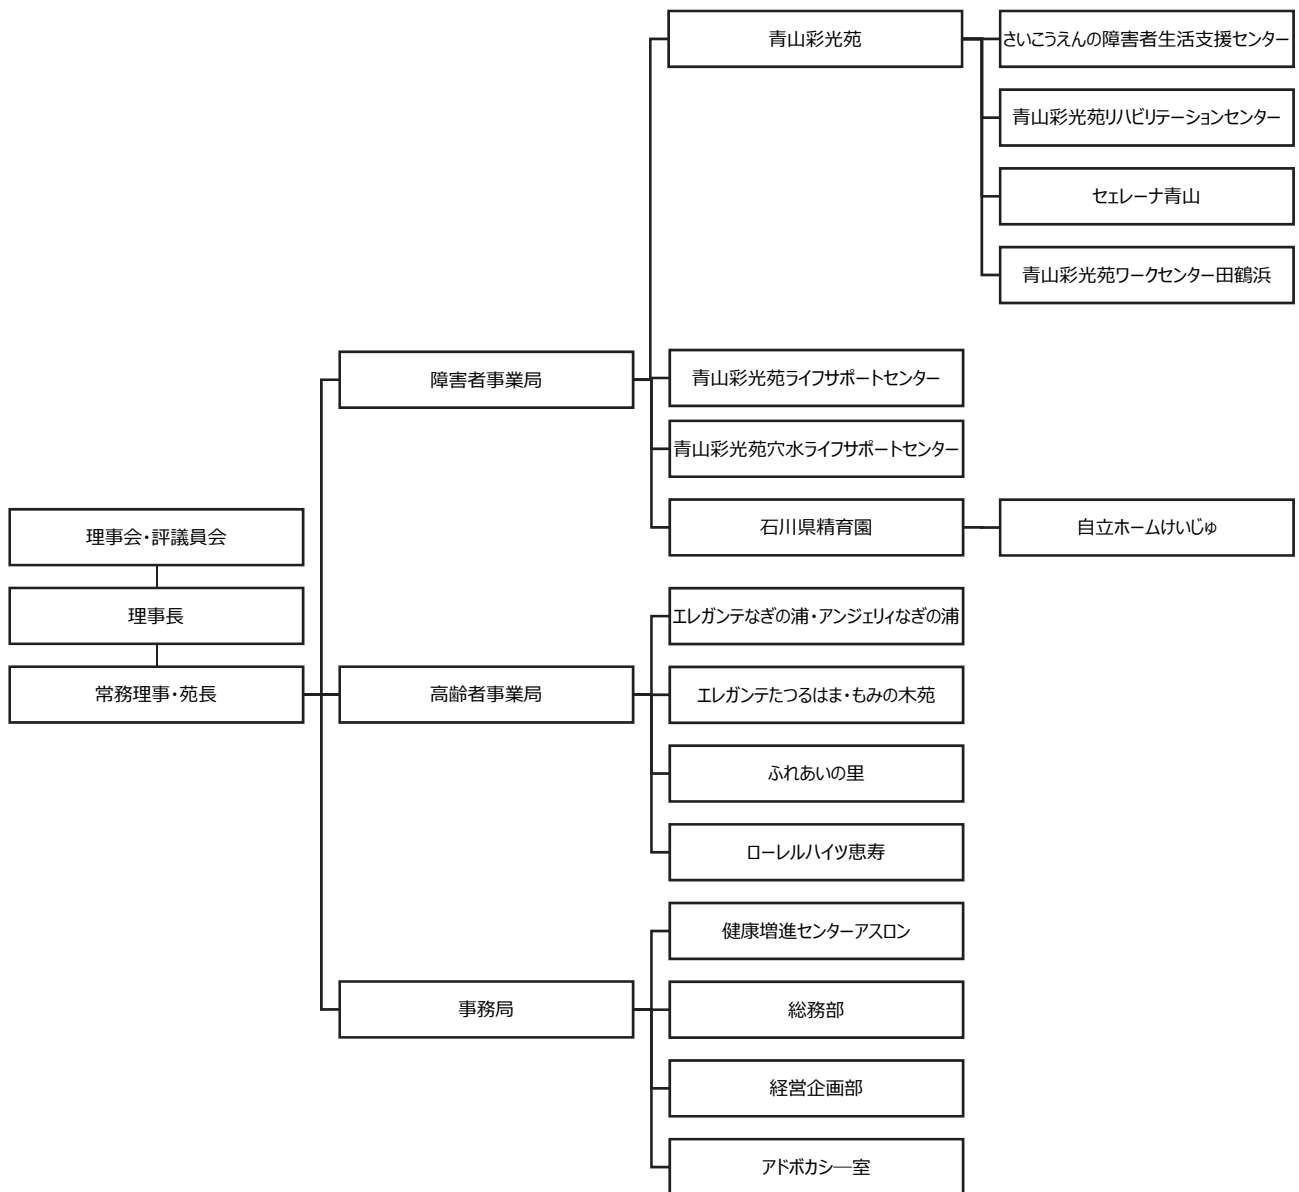 青山彩光苑
さいこうえんの障害者生活支援センター
青山彩光苑リハビリテーションセンター
セェレーナ青山
青山彩光苑ワークセンター田鶴浜
障害者事業局
青山彩光苑ライフサポートセンター
青山彩光苑穴水ライフサポートセンター
石川県精育園
自立ホームけいじゅ
理事会・評議員会
理事長
常務理事・苑長
高齢者事業局
エレガンテなぎの浦・アンジェリィなぎの浦
エレガンテたつるはま・もみの木苑
ふれあいの里
ローレルハイツ恵寿
事務局
健康増進センターアスロン
総務部
経営企画部
アドボカシ―室